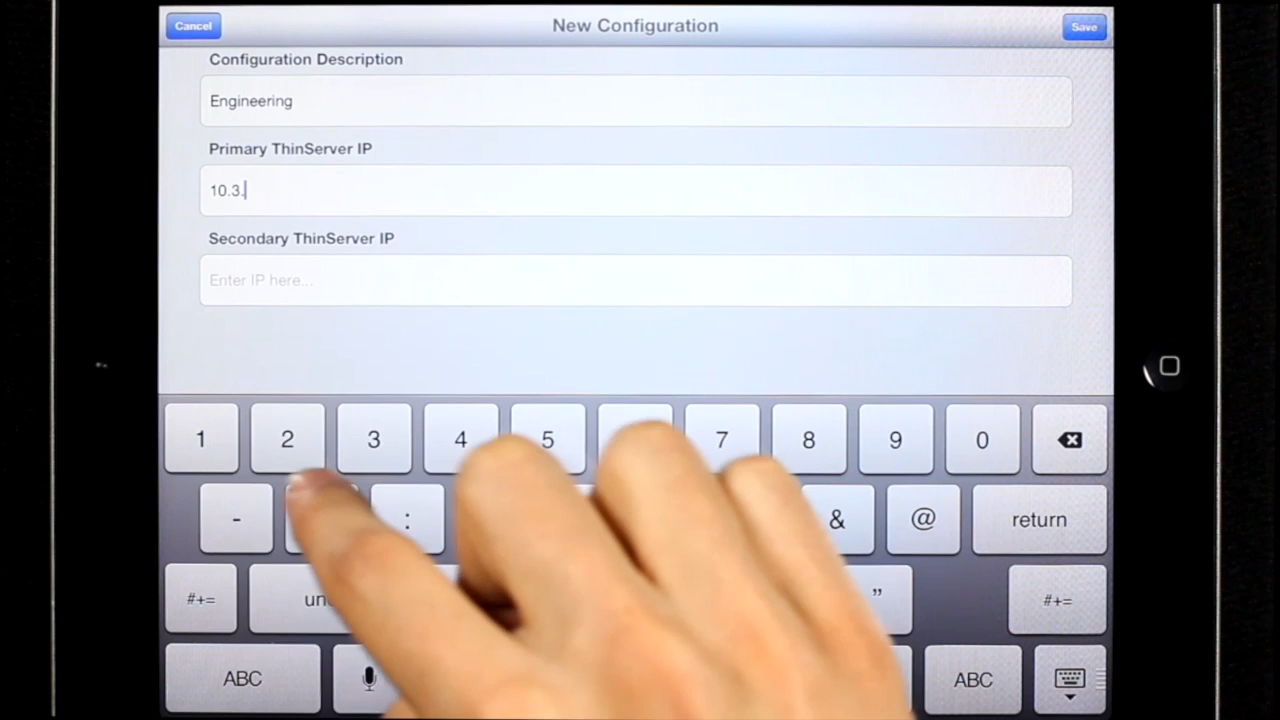 Cancel New Configuration Save
Configuration Description
Engineering
Primary ThinServer IP
10.3.
Secondary ThinServer IP
Enter IP here...
1 2 3 4 5 7 8 9 0
- : & @ return
#+= ” #+=
ABC ABC